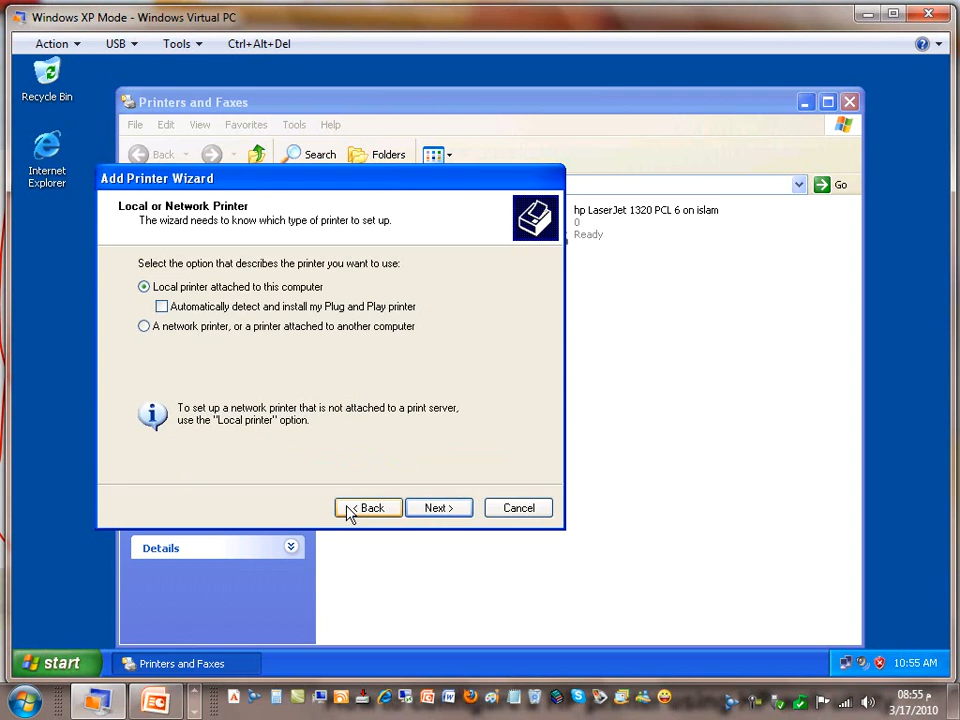 Windows XP Mode - Windows Virtual PC
Action USB Tools Ctrl+Alt+Del
Recycle Bin
Internet
Explorer
Printers and Faxes
File Edit View Favorites Tools Help
Back Search Folders
Go
hp LaserJet 1320 PCL 6 on islam
0
Ready
Add Printer Wizard
Local or Network Printer
The wizard needs to know which type of printer to set up.
Select the option that describes the printer you want to use:
Local printer attached to this computer
Automatically detect and install my Plug and Play printer
A network printer, or a printer attached to another computer
To set up a network printer that is not attached to a print server,
use the "Local printer" option.
< Back Next > Cancel
Details
start Printers and Faxes 10:55 AM
08:55 م
3/17/2010